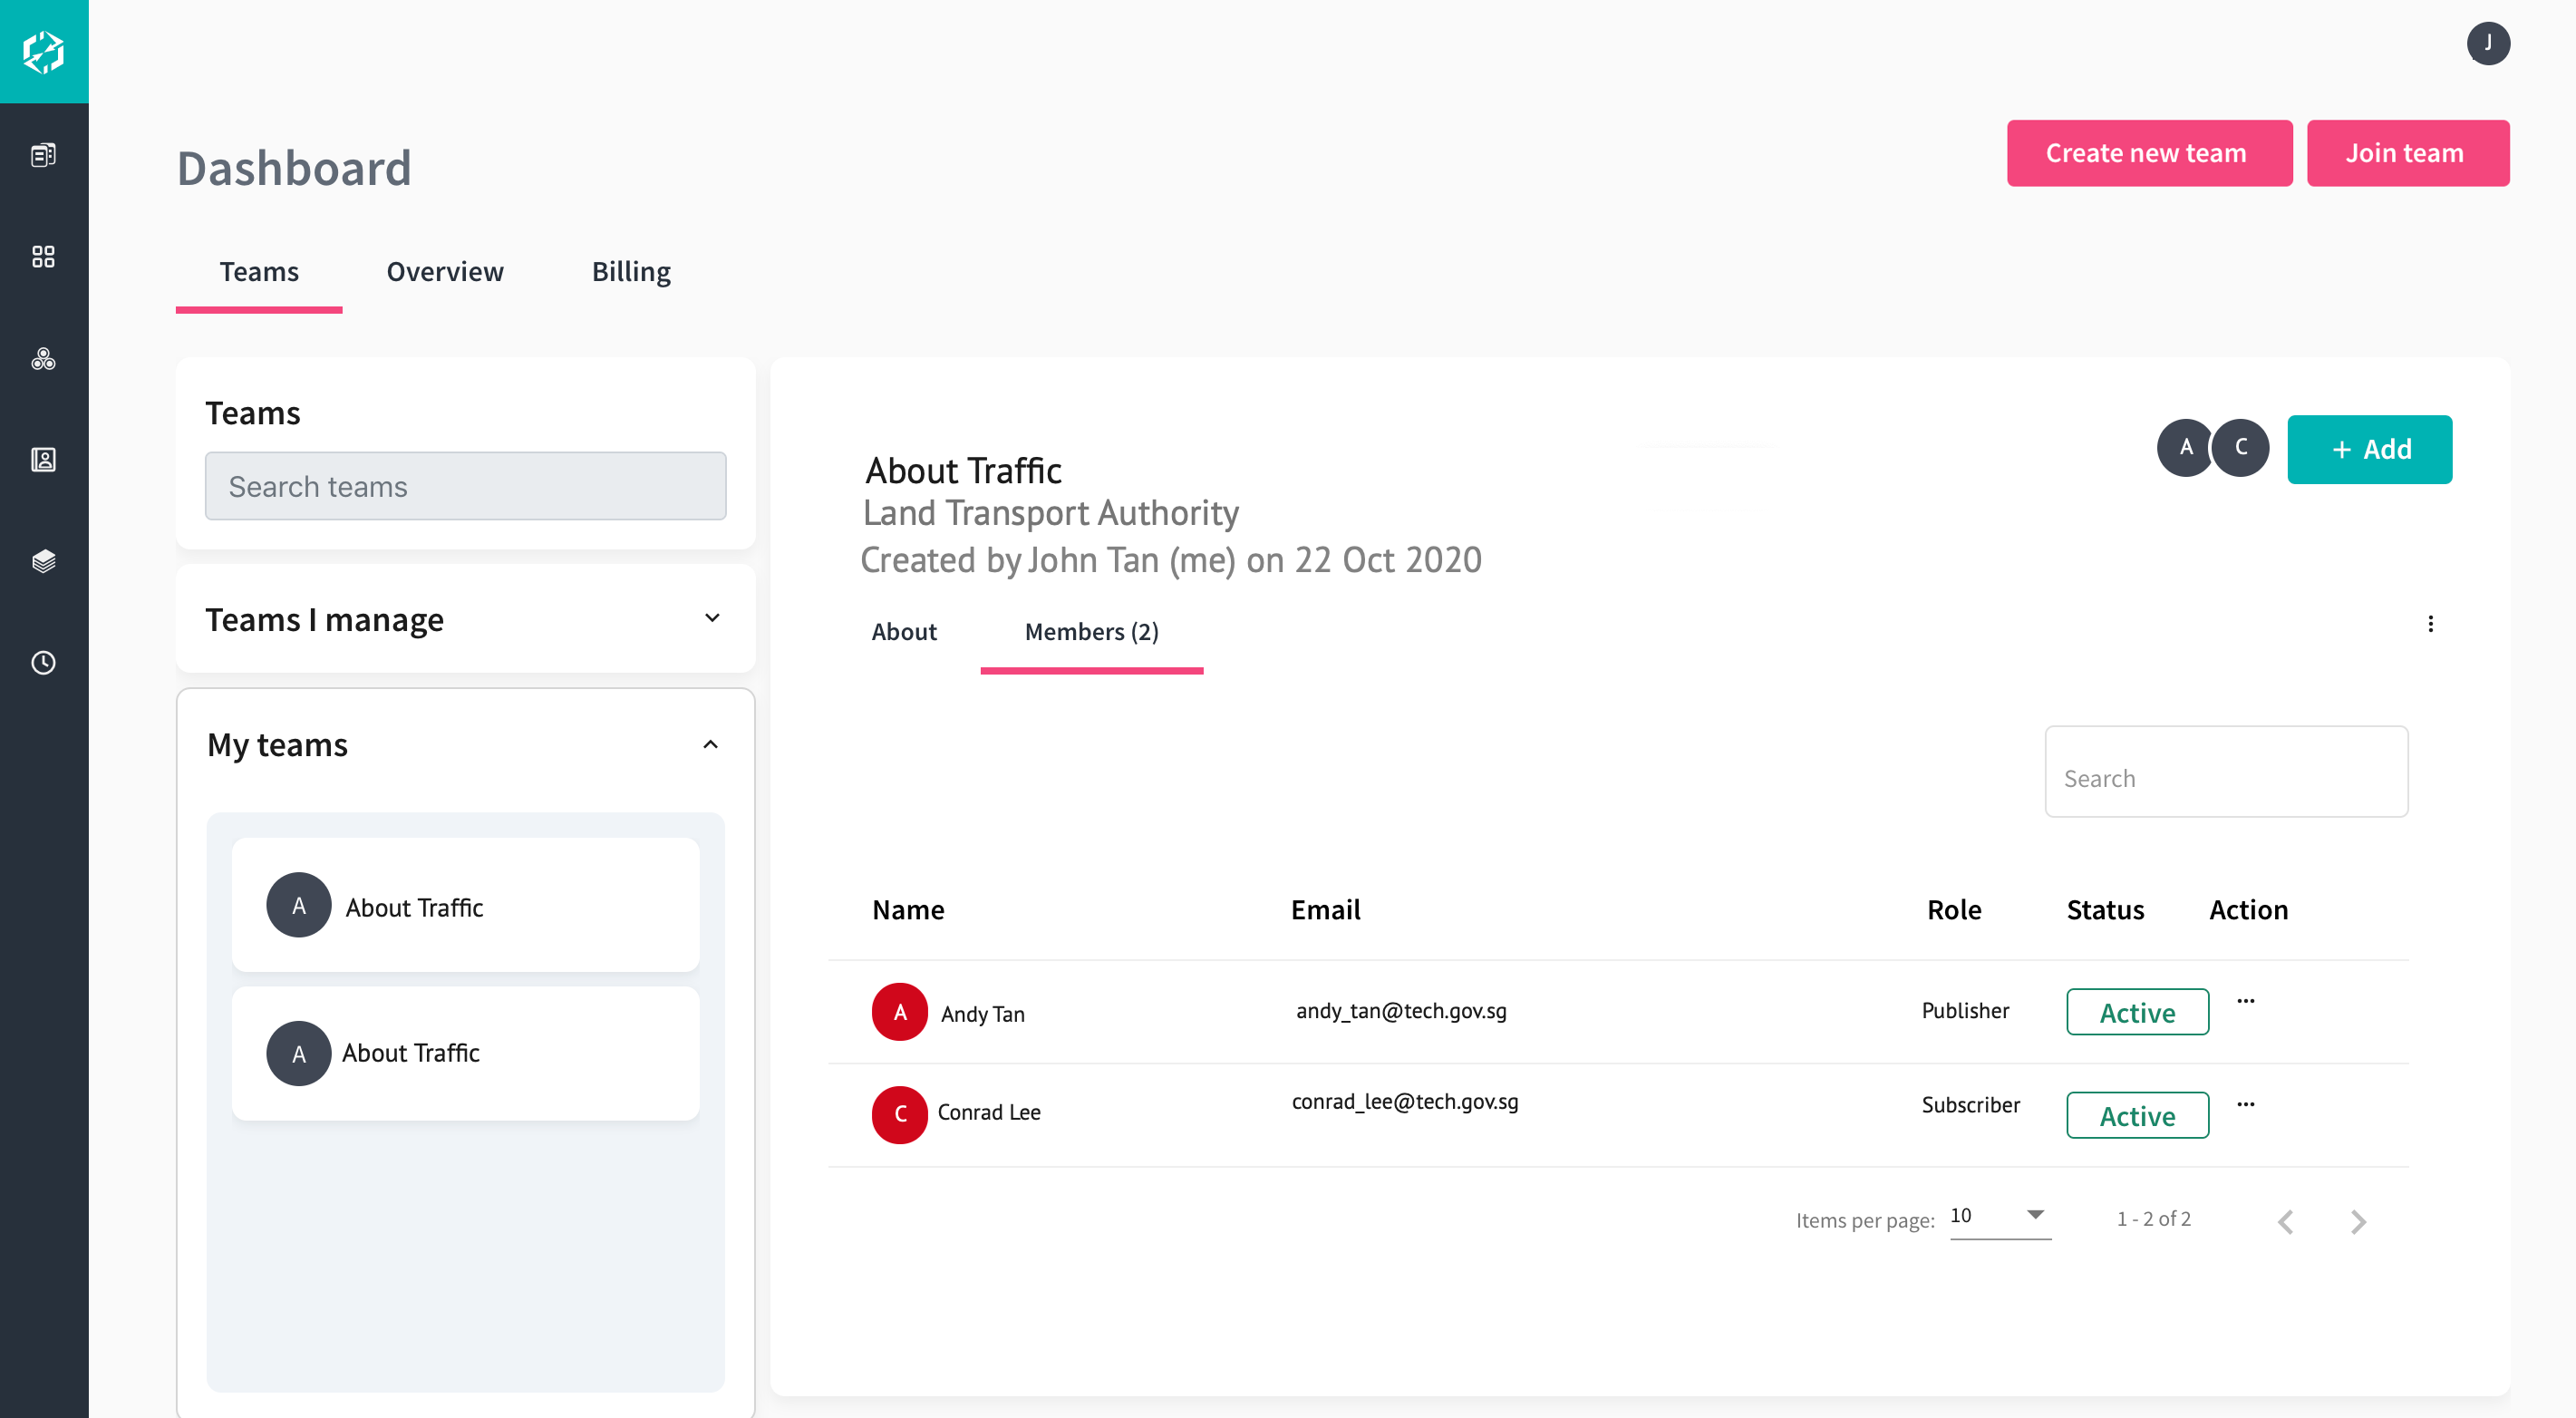 J
Dashboard
Create new team
Join team
Teams
Overview
Billing
Teams
Search teams
Teams I manage
My teams
A
About Traffic
A
About Traffic
About Traffic
Land Transport Authority
Created by John Tan (me) on 22 Oct 2020
A
C
+ Add
About
Members (2)
Search
Name Email Role Status Action
A Andy Tan andy_tan@tech.gov.sg Publisher Active ...
C Conrad Lee conrad_lee@tech.gov.sg Subscriber Active ...
Items per page: 10 1 - 2 of 2